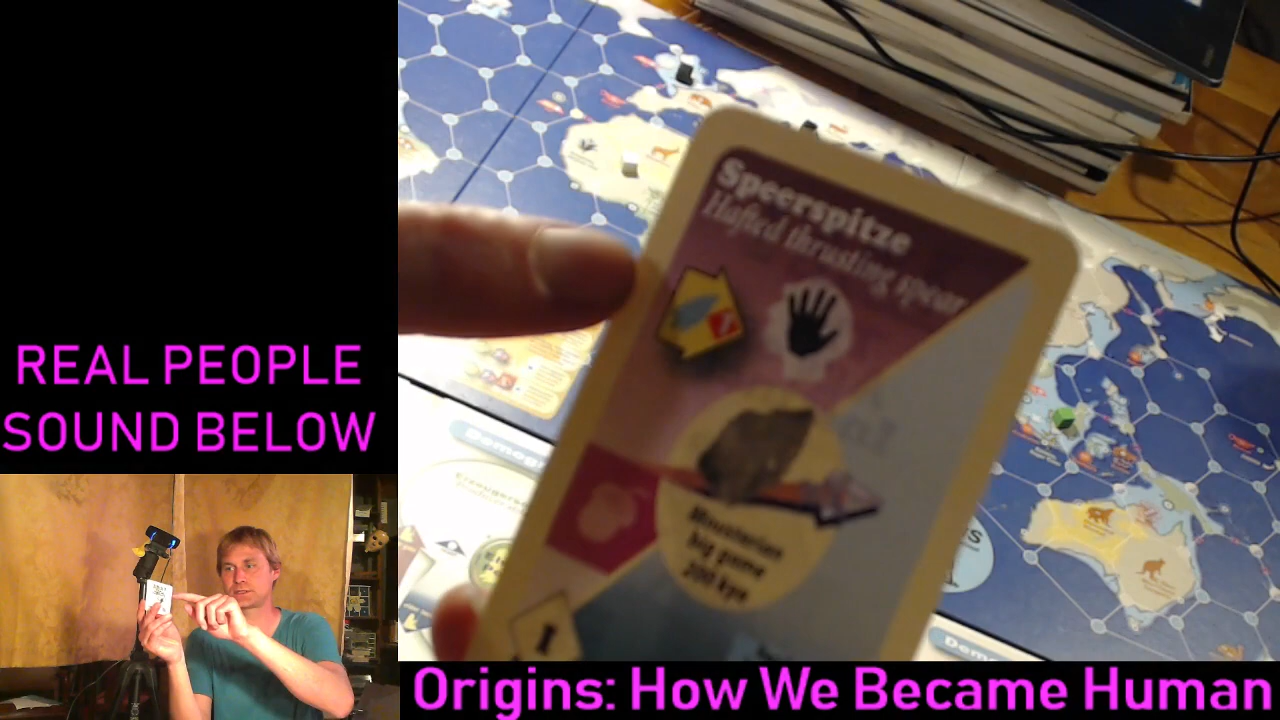 REAL PEOPLE
SOUND BELOW
Speerspitze
Hafted thrusting spear
Mousterian
big game
200 kya
I
Origins: How We Became Human